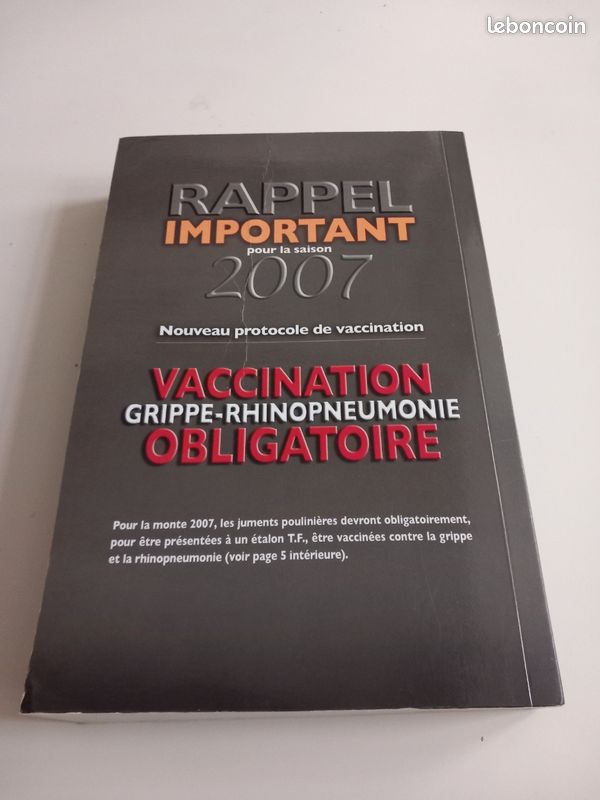 leboncoin
RAPPEL
IMPORTANT
pour la saison
2007
Nouveau protocole de vaccination
VACCINATION
GRIPPE-RHINOPNEUMONIE
OBLIGATOIRE
Pour la monte 2007, les juments poulinières devront obligatoirement,
pour être présentées à un étalon T.F., être vaccinées contre la grippe
et la rhinopneumonie (voir page 5 intérieure).